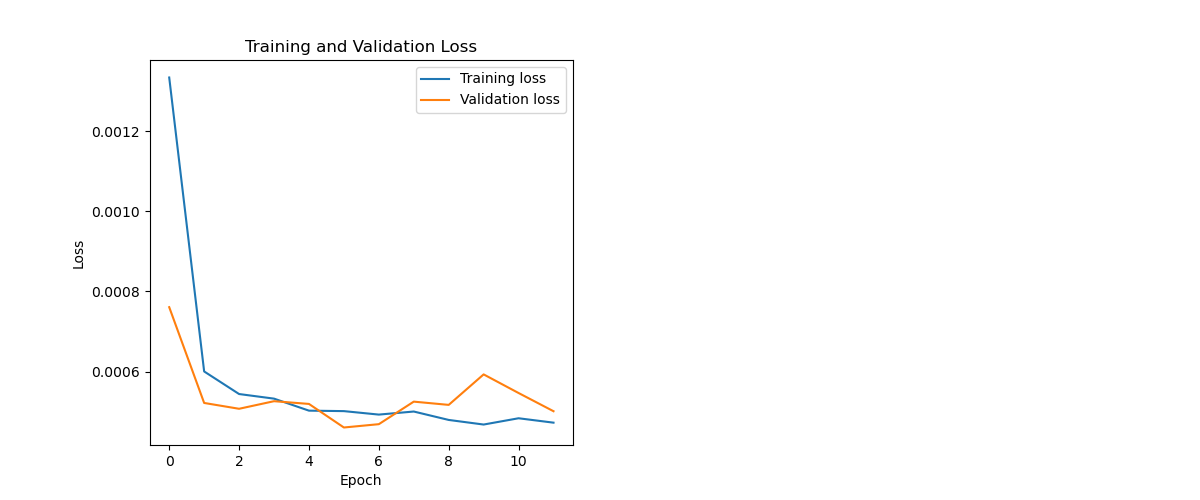 Training and Validation Loss
Training loss
Validation loss
0.0012
0.0010
0.0008
0.0006
Loss
0 2 4 6 8 10
Epoch